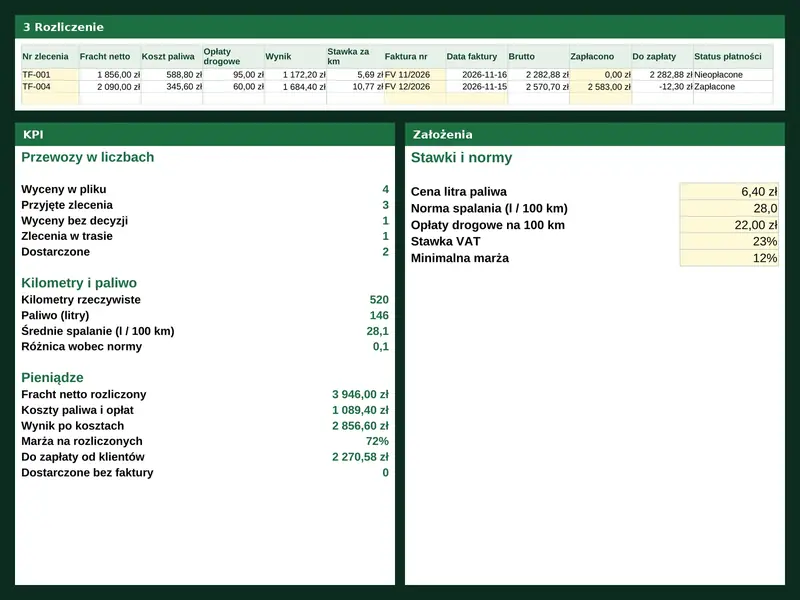 3 Rozliczenie
Nr zlecenia Fracht netto Koszt paliwa Opłaty drogowe Wynik Stawka za km Faktura nr Data faktury Brutto Zapłacono Do zapłaty Status płatności
TF-001 1 856,00 zł 588,80 zł 95,00 zł 1 172,20 zł 5,69 zł FV 11/2026 2026-11-16 2 282,88 zł 0,00 zł 2 282,88 zł Nieopłacone
TF-004 2 090,00 zł 345,60 zł 60,00 zł 1 684,40 zł 10,77 zł FV 12/2026 2026-11-15 2 570,70 zł 2 583,00 zł -12,30 zł Zapłacone
KPI
Przewozy w liczbach
Wyceny w pliku 4
Przyjęte zlecenia 3
Wyceny bez decyzji 1
Zlecenia w trasie 1
Dostarczone 2
Kilometry i paliwo
Kilometry rzeczywiste 520
Paliwo (litry) 146
Średnie spalanie (l / 100 km) 28,1
Różnica wobec normy 0,1
Pieniądze
Fracht netto rozliczony 3 946,00 zł
Koszty paliwa i opłat 1 089,40 zł
Wynik po kosztach 2 856,60 zł
Marża na rozliczonych 72%
Do zapłaty od klientów 2 270,58 zł
Dostarczone bez faktury 0
Założenia
Stawki i normy
Cena litra paliwa 6,40 zł
Norma spalania (l / 100 km) 28,0
Opłaty drogowe na 100 km 22,00 zł
Stawka VAT 23%
Minimalna marża 12%